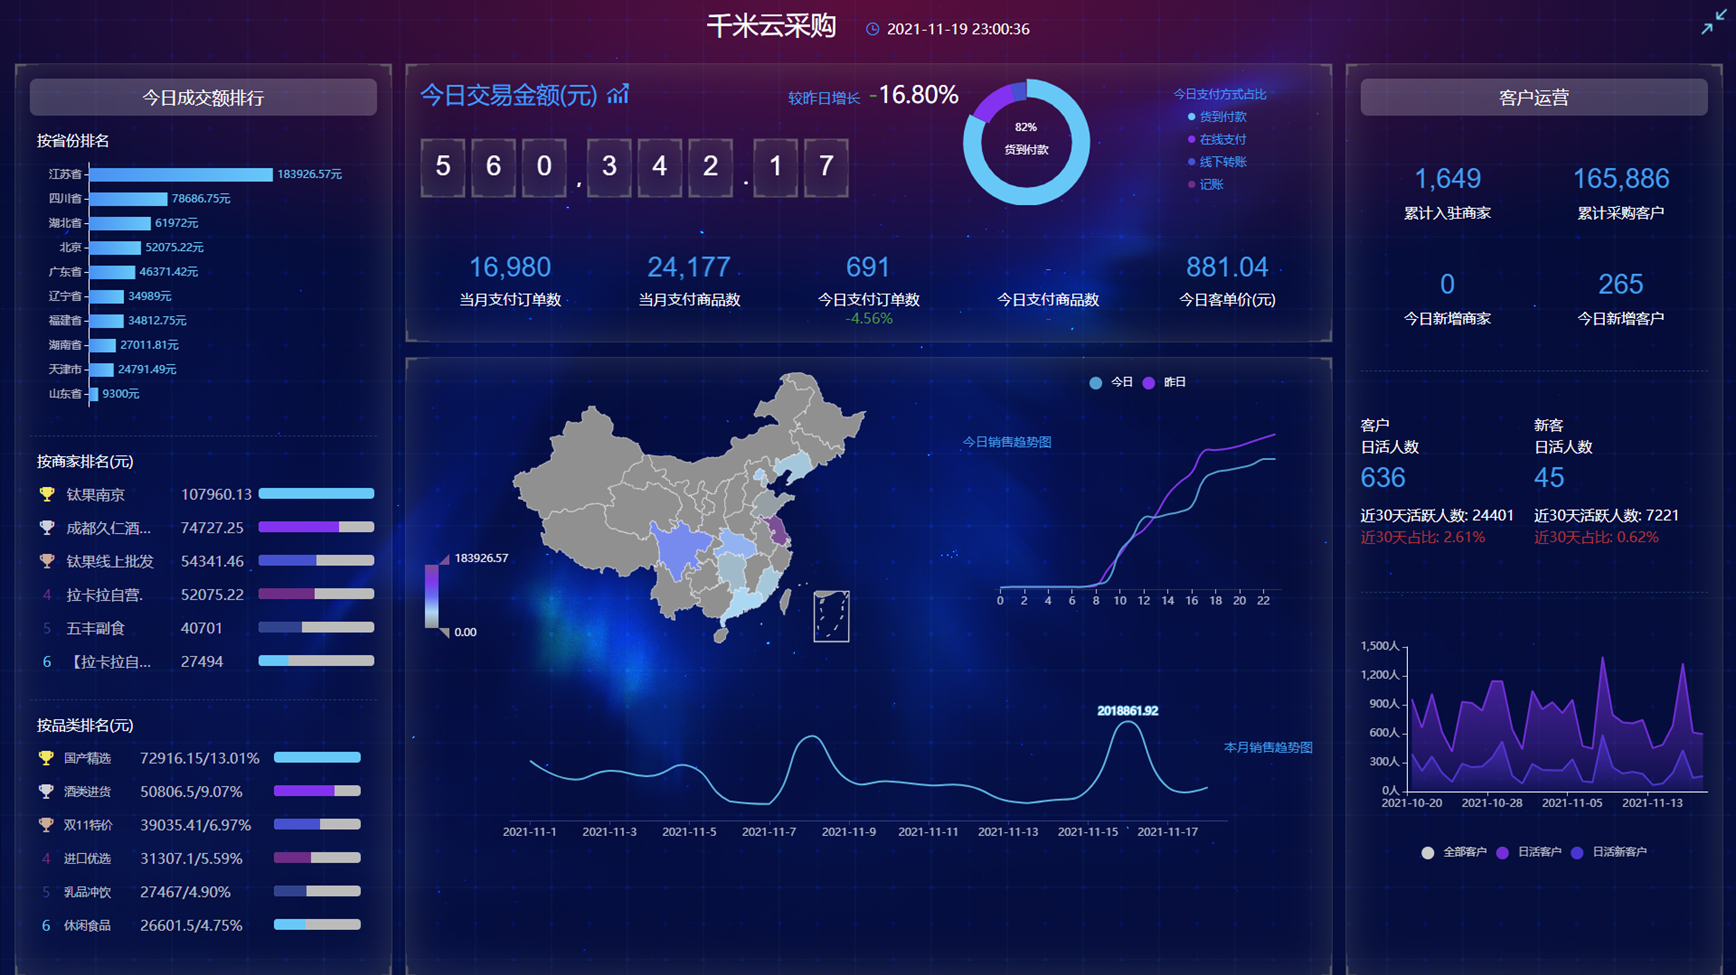 千米云采购 2021-11-19 23:00:36
今日成交额排行
按省份排名
江苏省 183926.57元
四川省 78686.75元
湖北省 61972元
北京 52075.22元
广东省 46371.42元
辽宁省 34989元
福建省 34812.75元
湖南省 27011.81元
天津市 24791.49元
山东省 9300元
按商家排名(元)
钛果南京 107960.13
成都久仁酒... 74727.25
钛果线上批发 54341.46
4 拉卡拉自营. 52075.22
5 五丰副食 40701
6 【拉卡拉自... 27494
按品类排名(元)
国产精选 72916.15/13.01%
酒类进货 50806.5/9.07%
双11特价 39035.41/6.97%
4 进口优选 31307.1/5.59%
5 乳品冲饮 27467/4.90%
6 休闲食品 26601.5/4.75%
今日交易金额(元)
较昨日增长 -16.80%
560,342.17
82%
货到付款
今日支付方式占比
货到付款
在线支付
线下转账
记账
16,980 24,177 691 - 881.04
当月支付订单数 当月支付商品数 今日支付订单数 今日支付商品数 今日客单价(元)
-4.56% -
183926.57
0.00
今日 昨日
今日销售趋势图
0 2 4 6 8 10 12 14 16 18 20 22
2018861.92
本月销售趋势图
2021-11-1 2021-11-3 2021-11-5 2021-11-7 2021-11-9 2021-11-11 2021-11-13 2021-11-15 2021-11-17
客户运营
1,649 165,886
累计入驻商家 累计采购客户
0 265
今日新增商家 今日新增客户
客户 新客
日活人数 日活人数
636 45
近30天活跃人数: 24401 近30天活跃人数: 7221
近30天占比: 2.61% 近30天占比: 0.62%
1,500人
1,200人
900人
600人
300人
0人
2021-10-20 2021-10-28 2021-11-05 2021-11-13
全部客户 日活客户 日活新客户